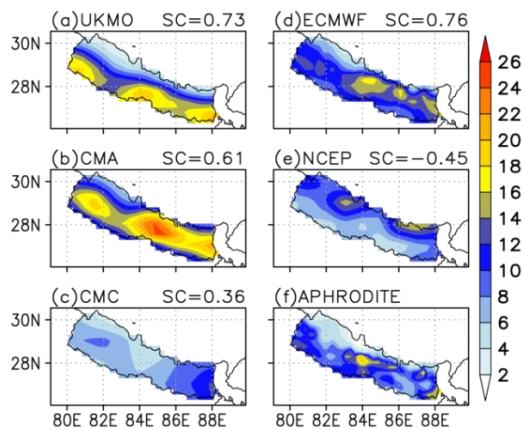 (a)UKMO SC=0.73
(d)ECMWF SC=0.76
30N
28N
(b)CMA SC=0.61
(e)NCEP SC=−0.45
30N
28N
(c)CMC SC=0.36
(f)APHRODITE
30N
28N
80E 82E 84E 86E 88E
80E 82E 84E 86E 88E
26
24
22
20
18
16
14
12
10
8
6
4
2